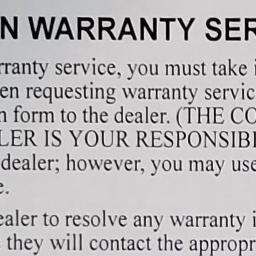 N WARRANTY SER
rranty service, you must take i
en requesting warranty servic
n form to the dealer. (THE CO
LER IS YOUR RESPONSIBI
dealer; however, you may use
e.
ealer to resolve any warranty i
they will contact the appropr